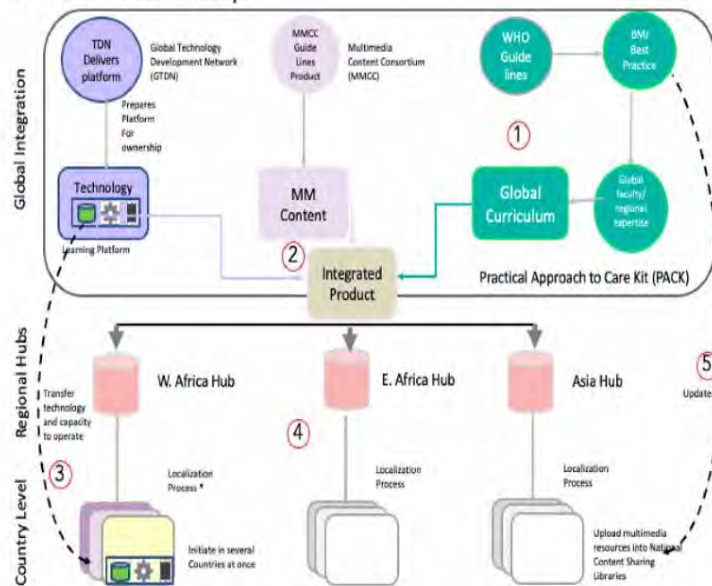 TDN
Delivers
platform
Global Technology
Development Network
(GTDN)
MMCC
Guide
Lines
Product
Multimedia
Content Consortium
(MMCC)
WHO
Guide
lines
BMJ
Best
Practice
Prepares
Platform
For
ownership
1
Global Integration
Technology
Learning Platform
MM
Content
Global
Curriculum
Global
faculty/
regional
expertise
2
Integrated
Product
Practical Approach to Care Kit (PACK)
Regional Hubs
W. Africa Hub
E. Africa Hub
Asia Hub
5
Update
Transfer
technology
and capacity
to operate
4
3
Localization
Process *
Localization
Process
Localization
Process
Country Level
Initiate in several
Countries at once
Upload multimedia
resources into National
Content Sharing
Libraries